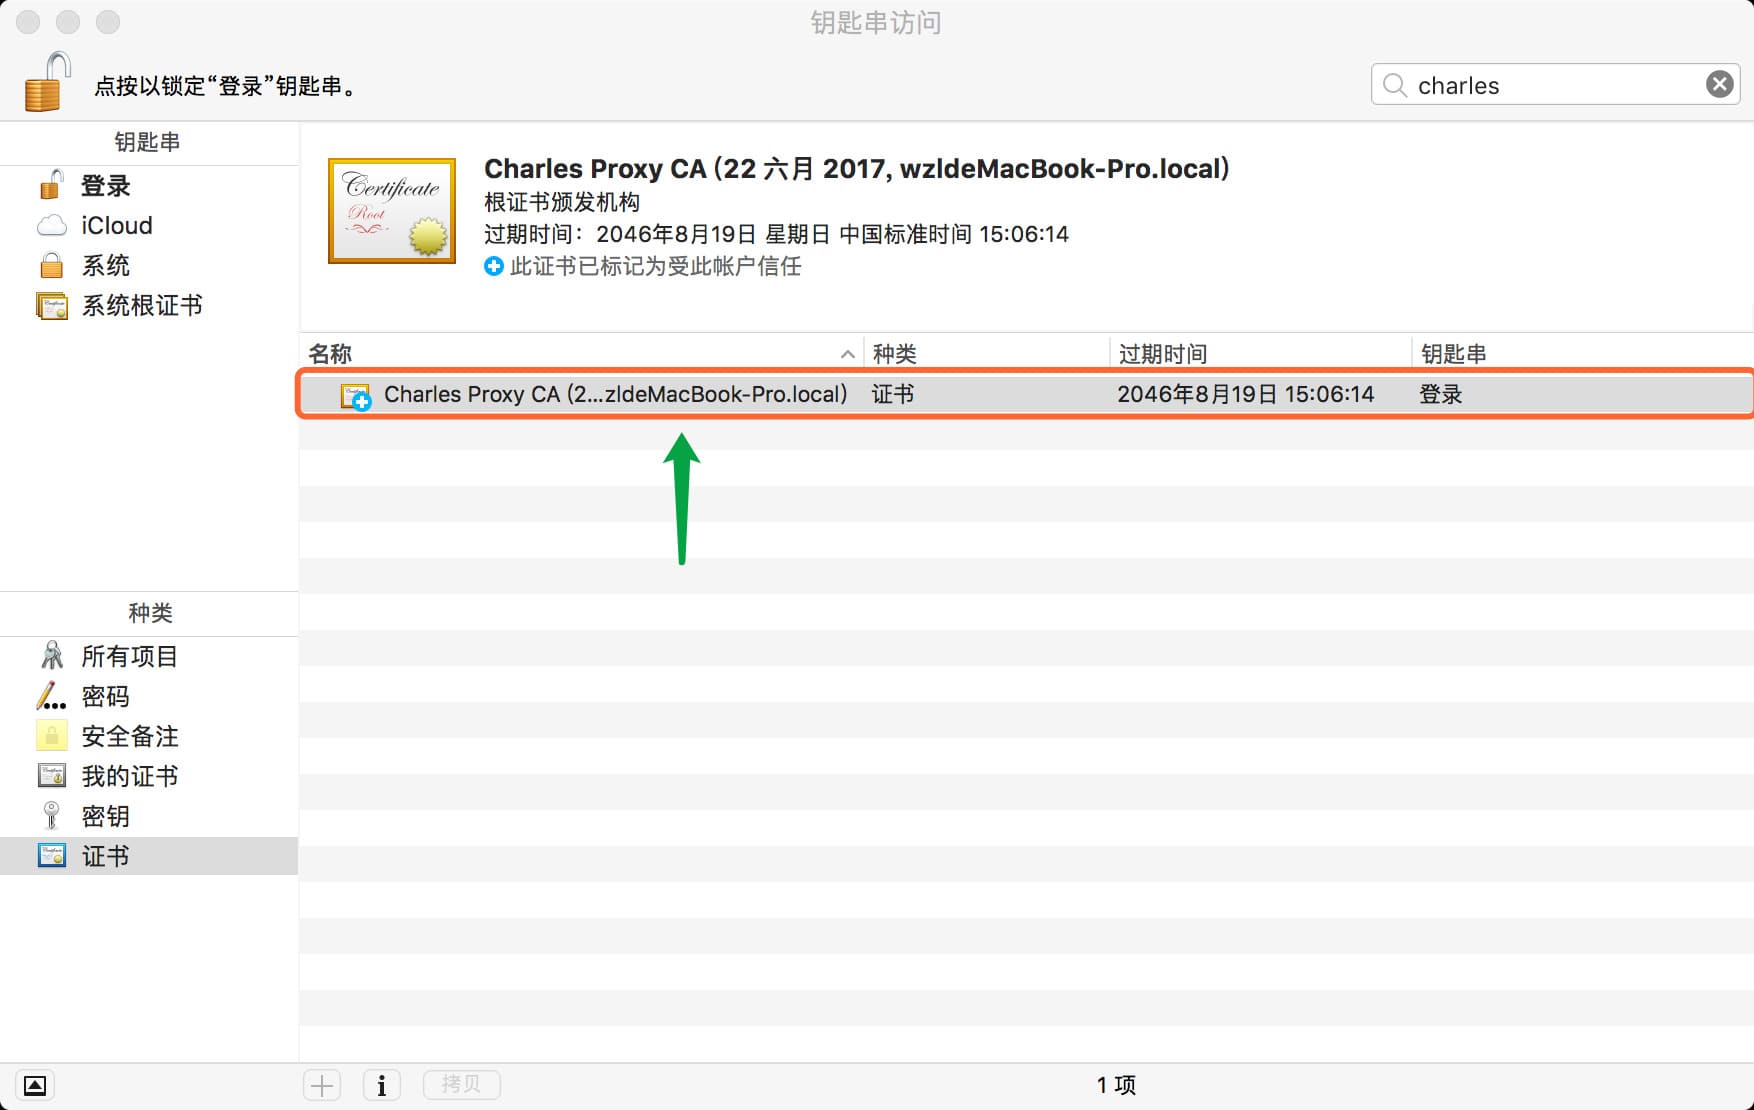 钥匙串访问
点按以锁定“登录”钥匙串。
charles
钥匙串
登录
iCloud
系统
系统根证书
种类
所有项目
密码
安全备注
我的证书
密钥
证书
Certificate
Root
Charles Proxy CA (22 六月 2017, wzldeMacBook-Pro.local)
根证书颁发机构
过期时间：2046年8月19日 星期日 中国标准时间 15:06:14
此证书已标记为受此帐户信任
名称 种类 过期时间 钥匙串
Charles Proxy CA (2...zldeMacBook-Pro.local) 证书 2046年8月19日 15:06:14 登录
拷贝
1 项